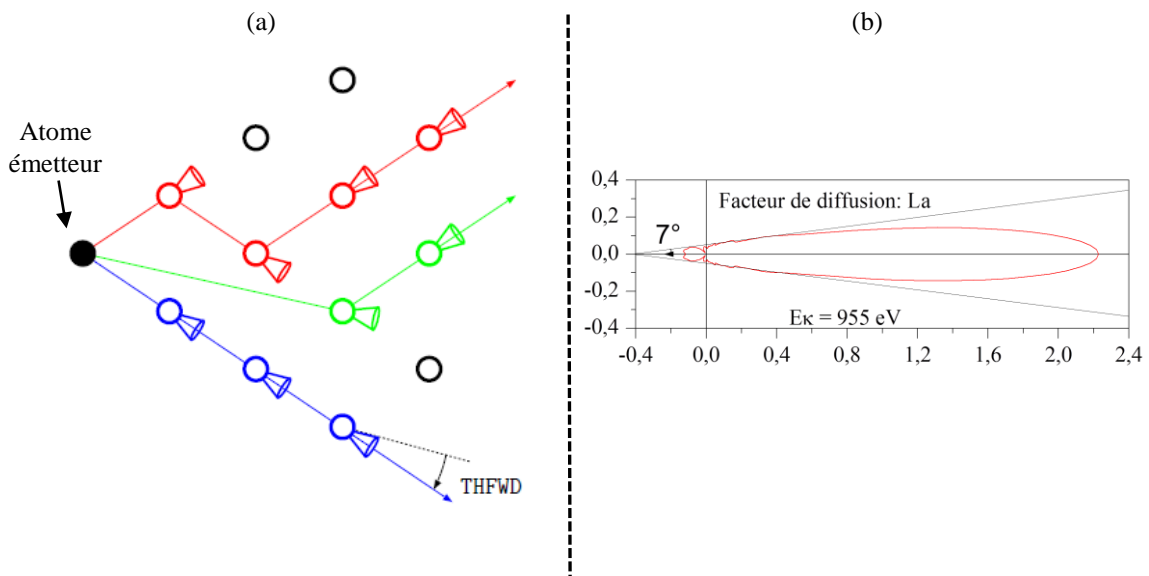 (a)
Atome
émetteur
THFWD
(b)
0,4
0,2
0,0
-0,2
-0,4
Facteur de diffusion: La
7°
Eκ = 955 eV
-0,4 0,0 0,4 0,8 1,2 1,6 2,0 2,4